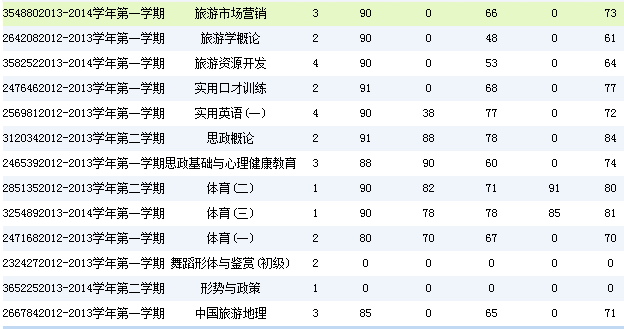 3548802013-2014学年第一学期 旅游市场营销 3 90 0 66 0 73
2642082012-2013学年第一学期 旅游学概论 2 90 0 48 0 61
3582522013-2014学年第一学期 旅游资源开发 4 90 0 53 0 64
2476462012-2013学年第一学期 实用口才训练 2 91 0 68 0 77
2569812012-2013学年第一学期 实用英语(一) 4 90 38 77 0 72
3120342012-2013学年第二学期 思政概论 2 91 88 78 0 84
2465392012-2013学年第一学期思政基础与心理健康教育 3 88 90 60 0 74
2851352012-2013学年第二学期 体育(二) 1 90 82 71 91 80
3254892013-2014学年第一学期 体育(三) 1 90 78 78 85 81
2471682012-2013学年第一学期 体育(一) 2 80 70 67 0 70
2324272012-2013学年第一学期 舞蹈形体与鉴赏(初级) 2 0 0 0 0 0
3652252013-2014学年第二学期 形势与政策 1 0 0 0 0 0
2667842012-2013学年第一学期 中国旅游地理 3 85 0 65 0 71